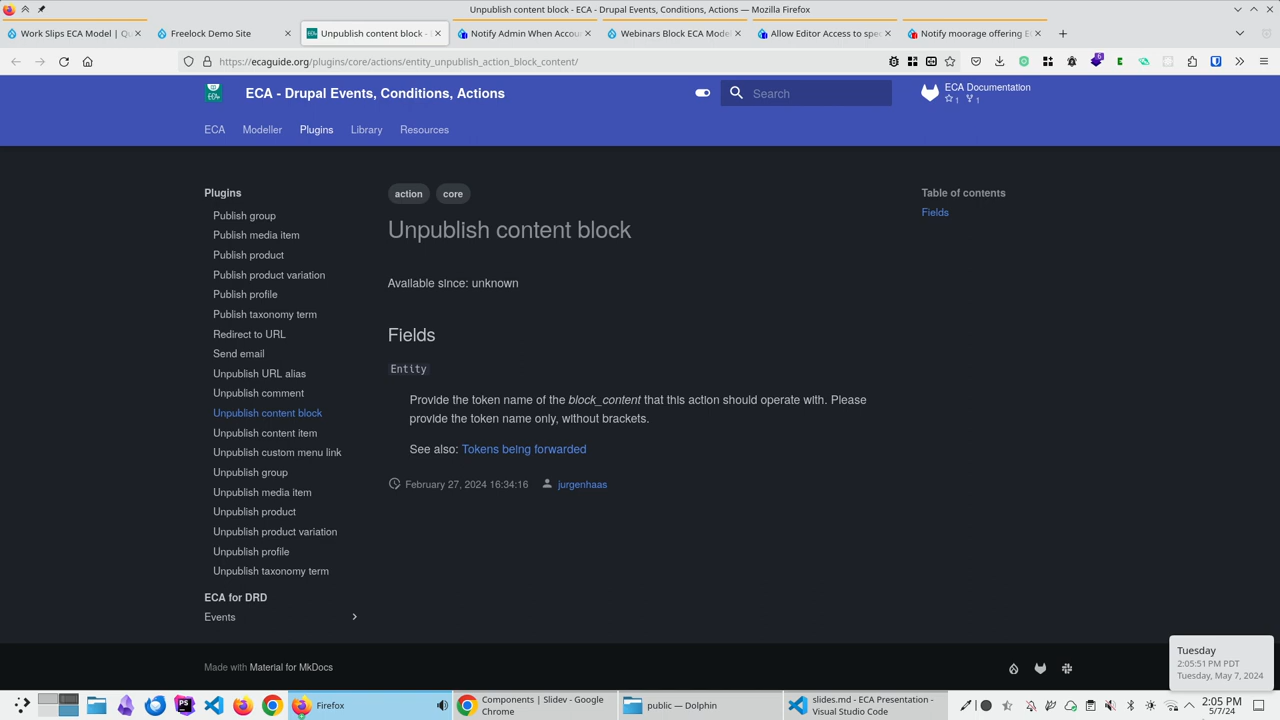 Unpublish content block - ECA - Drupal Events, Conditions, Actions — Mozilla Firefox
Work Slips ECA Model | Qu
Freelock Demo Site
Unpublish content block -
Notify Admin When Accou
Webinars Block ECA Model
Allow Editor Access to spe
Notify moorage offering E
https://ecaguide.org/plugins/core/actions/entity_unpublish_action_block_content/
ECA - Drupal Events, Conditions, Actions
Search
ECA Documentation
1 1
ECA
Modeller
Plugins
Library
Resources
Plugins
Publish group
Publish media item
Publish product
Publish product variation
Publish profile
Publish taxonomy term
Redirect to URL
Send email
Unpublish URL alias
Unpublish comment
Unpublish content block
Unpublish content item
Unpublish custom menu link
Unpublish group
Unpublish media item
Unpublish product
Unpublish product variation
Unpublish profile
Unpublish taxonomy term
ECA for DRD
Events
action
core
Unpublish content block
Available since: unknown
Fields
Entity
Provide the token name of the block_content that this action should operate with. Please
provide the token name only, without brackets.
See also: Tokens being forwarded
February 27, 2024 16:34:16
jurgenhaas
Table of contents
Fields
Made with Material for MkDocs
Tuesday
2:05:51 PM PDT
Tuesday, May 7, 2024
Firefox
Components | Slidev - Google
Chrome
public — Dolphin
slides.md - ECA Presentation -
Visual Studio Code
2:05 PM
5/7/24